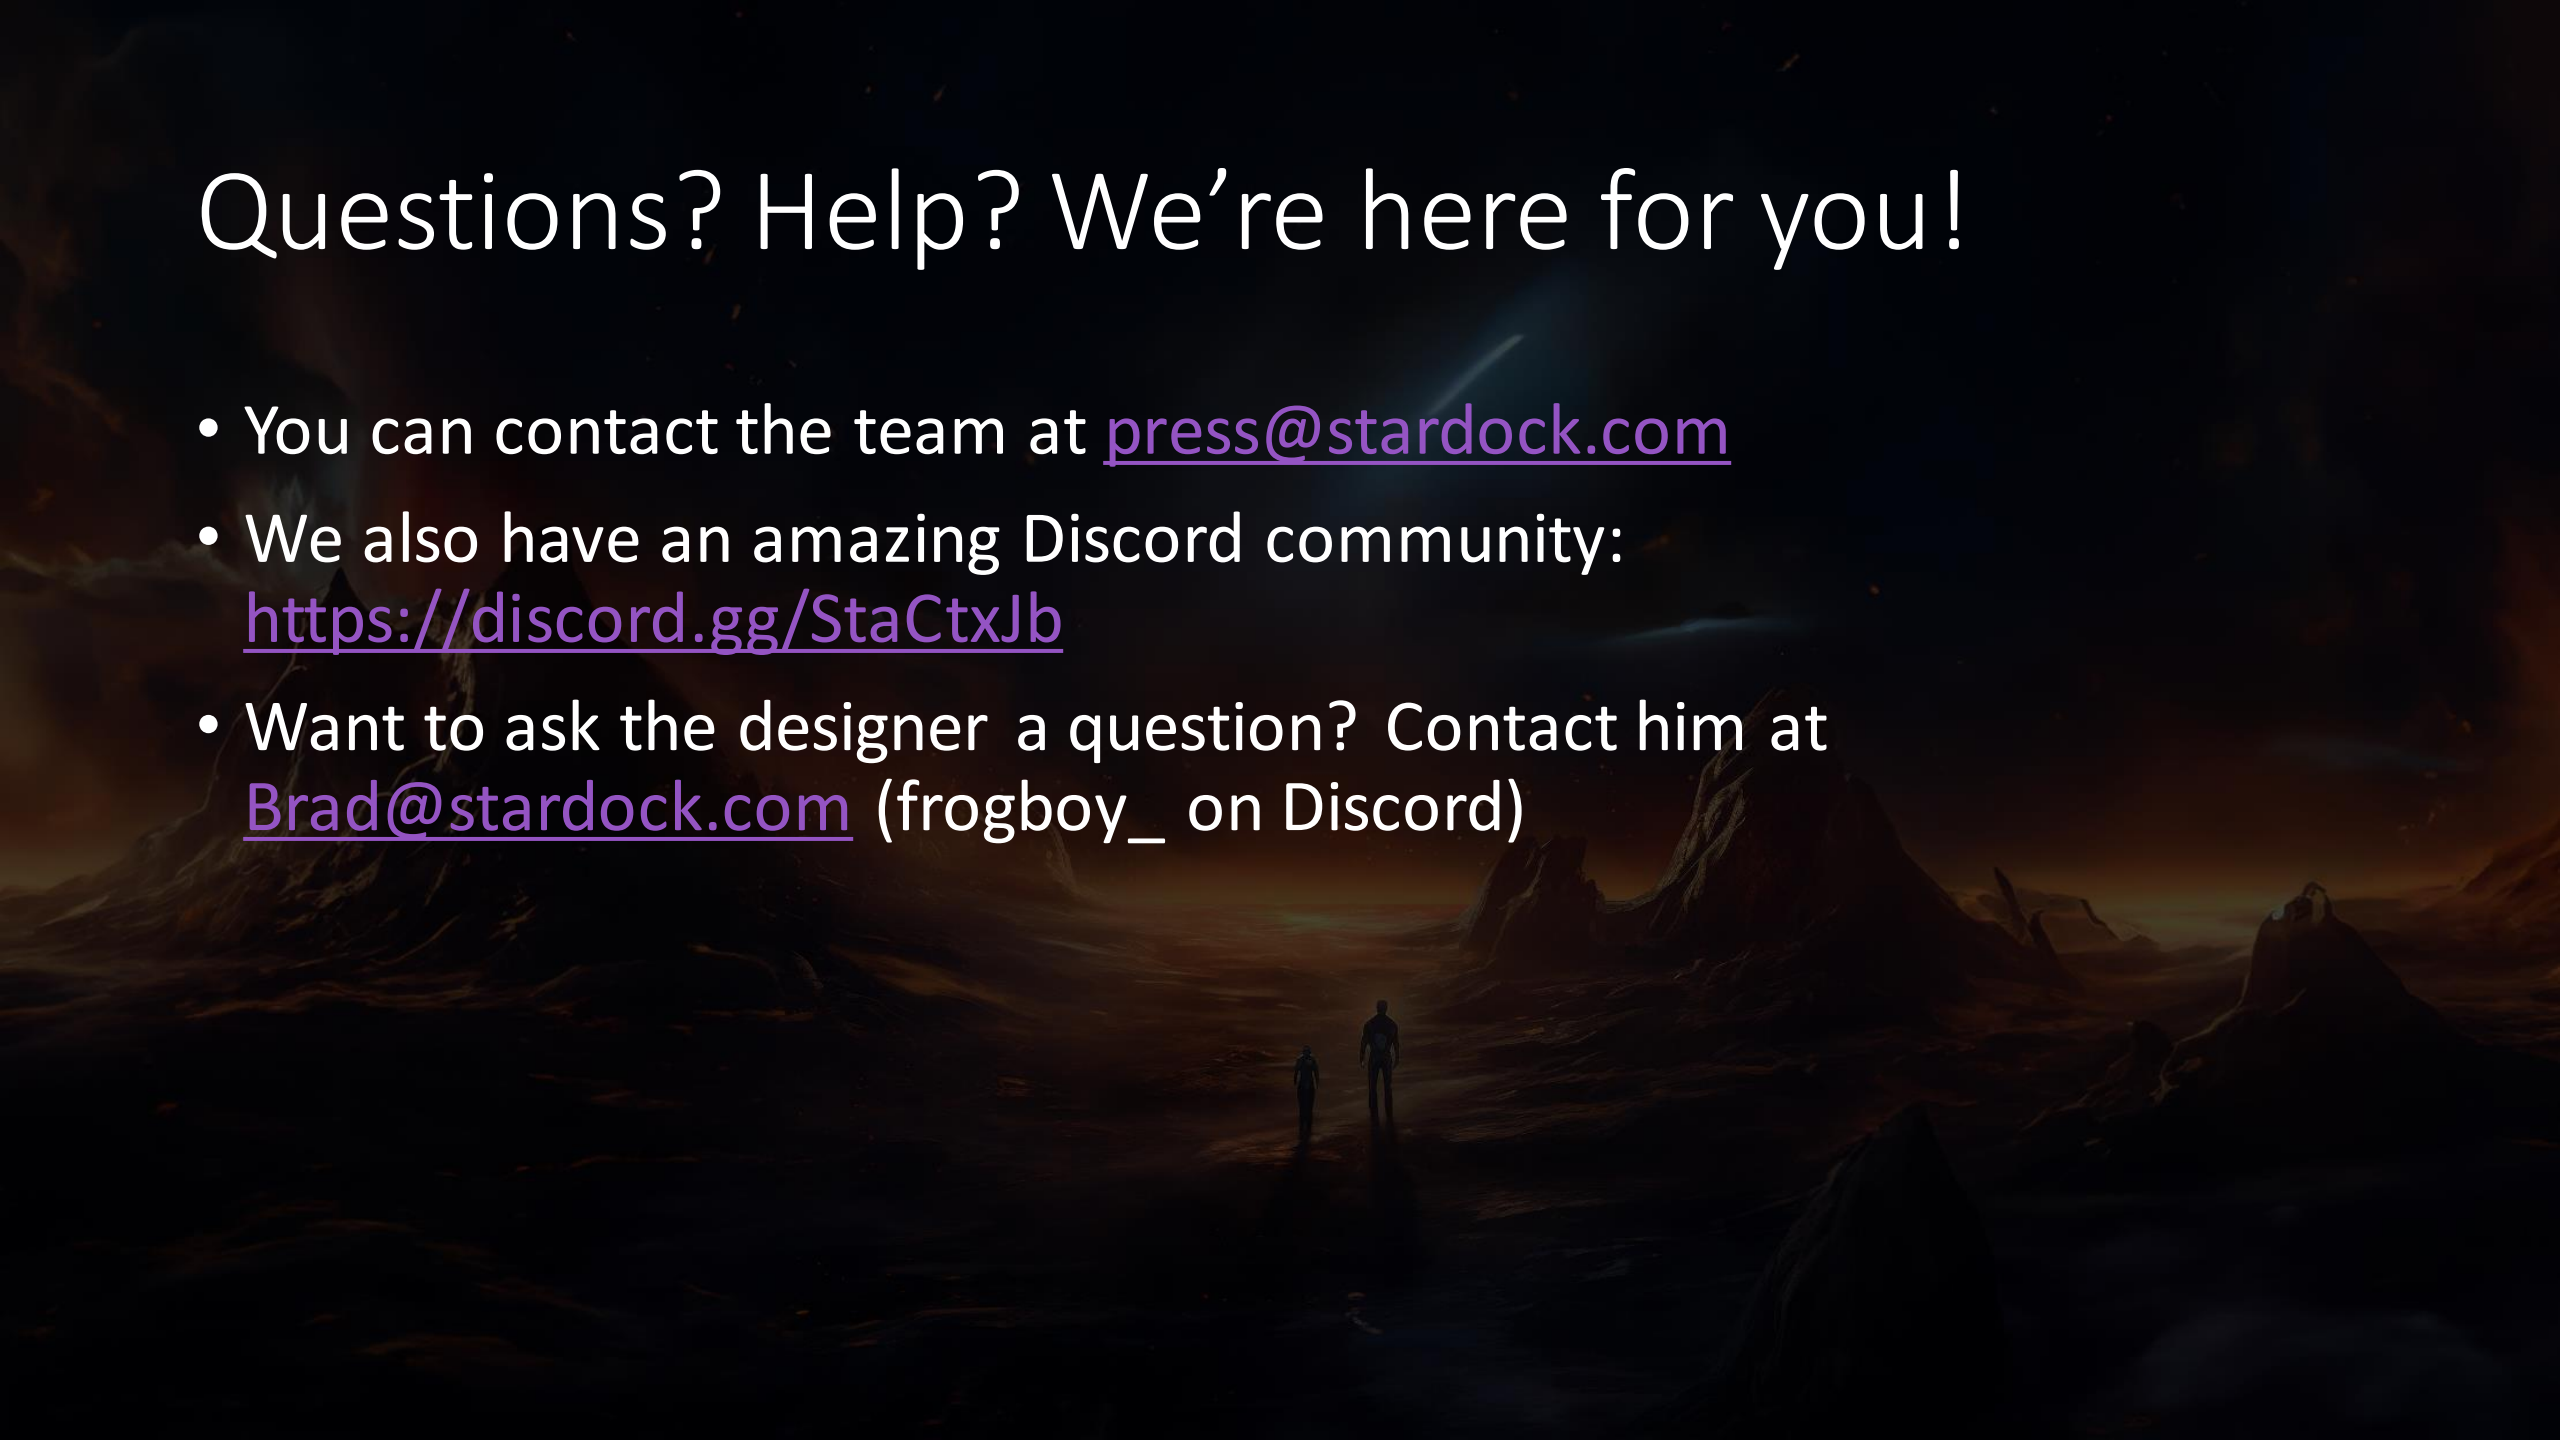 Questions? Help? We’re here for you!
• You can contact the team at press@stardock.com
• We also have an amazing Discord community:
https://discord.gg/StaCtxJb
• Want to ask the designer a question? Contact him at
Brad@stardock.com (frogboy_ on Discord)